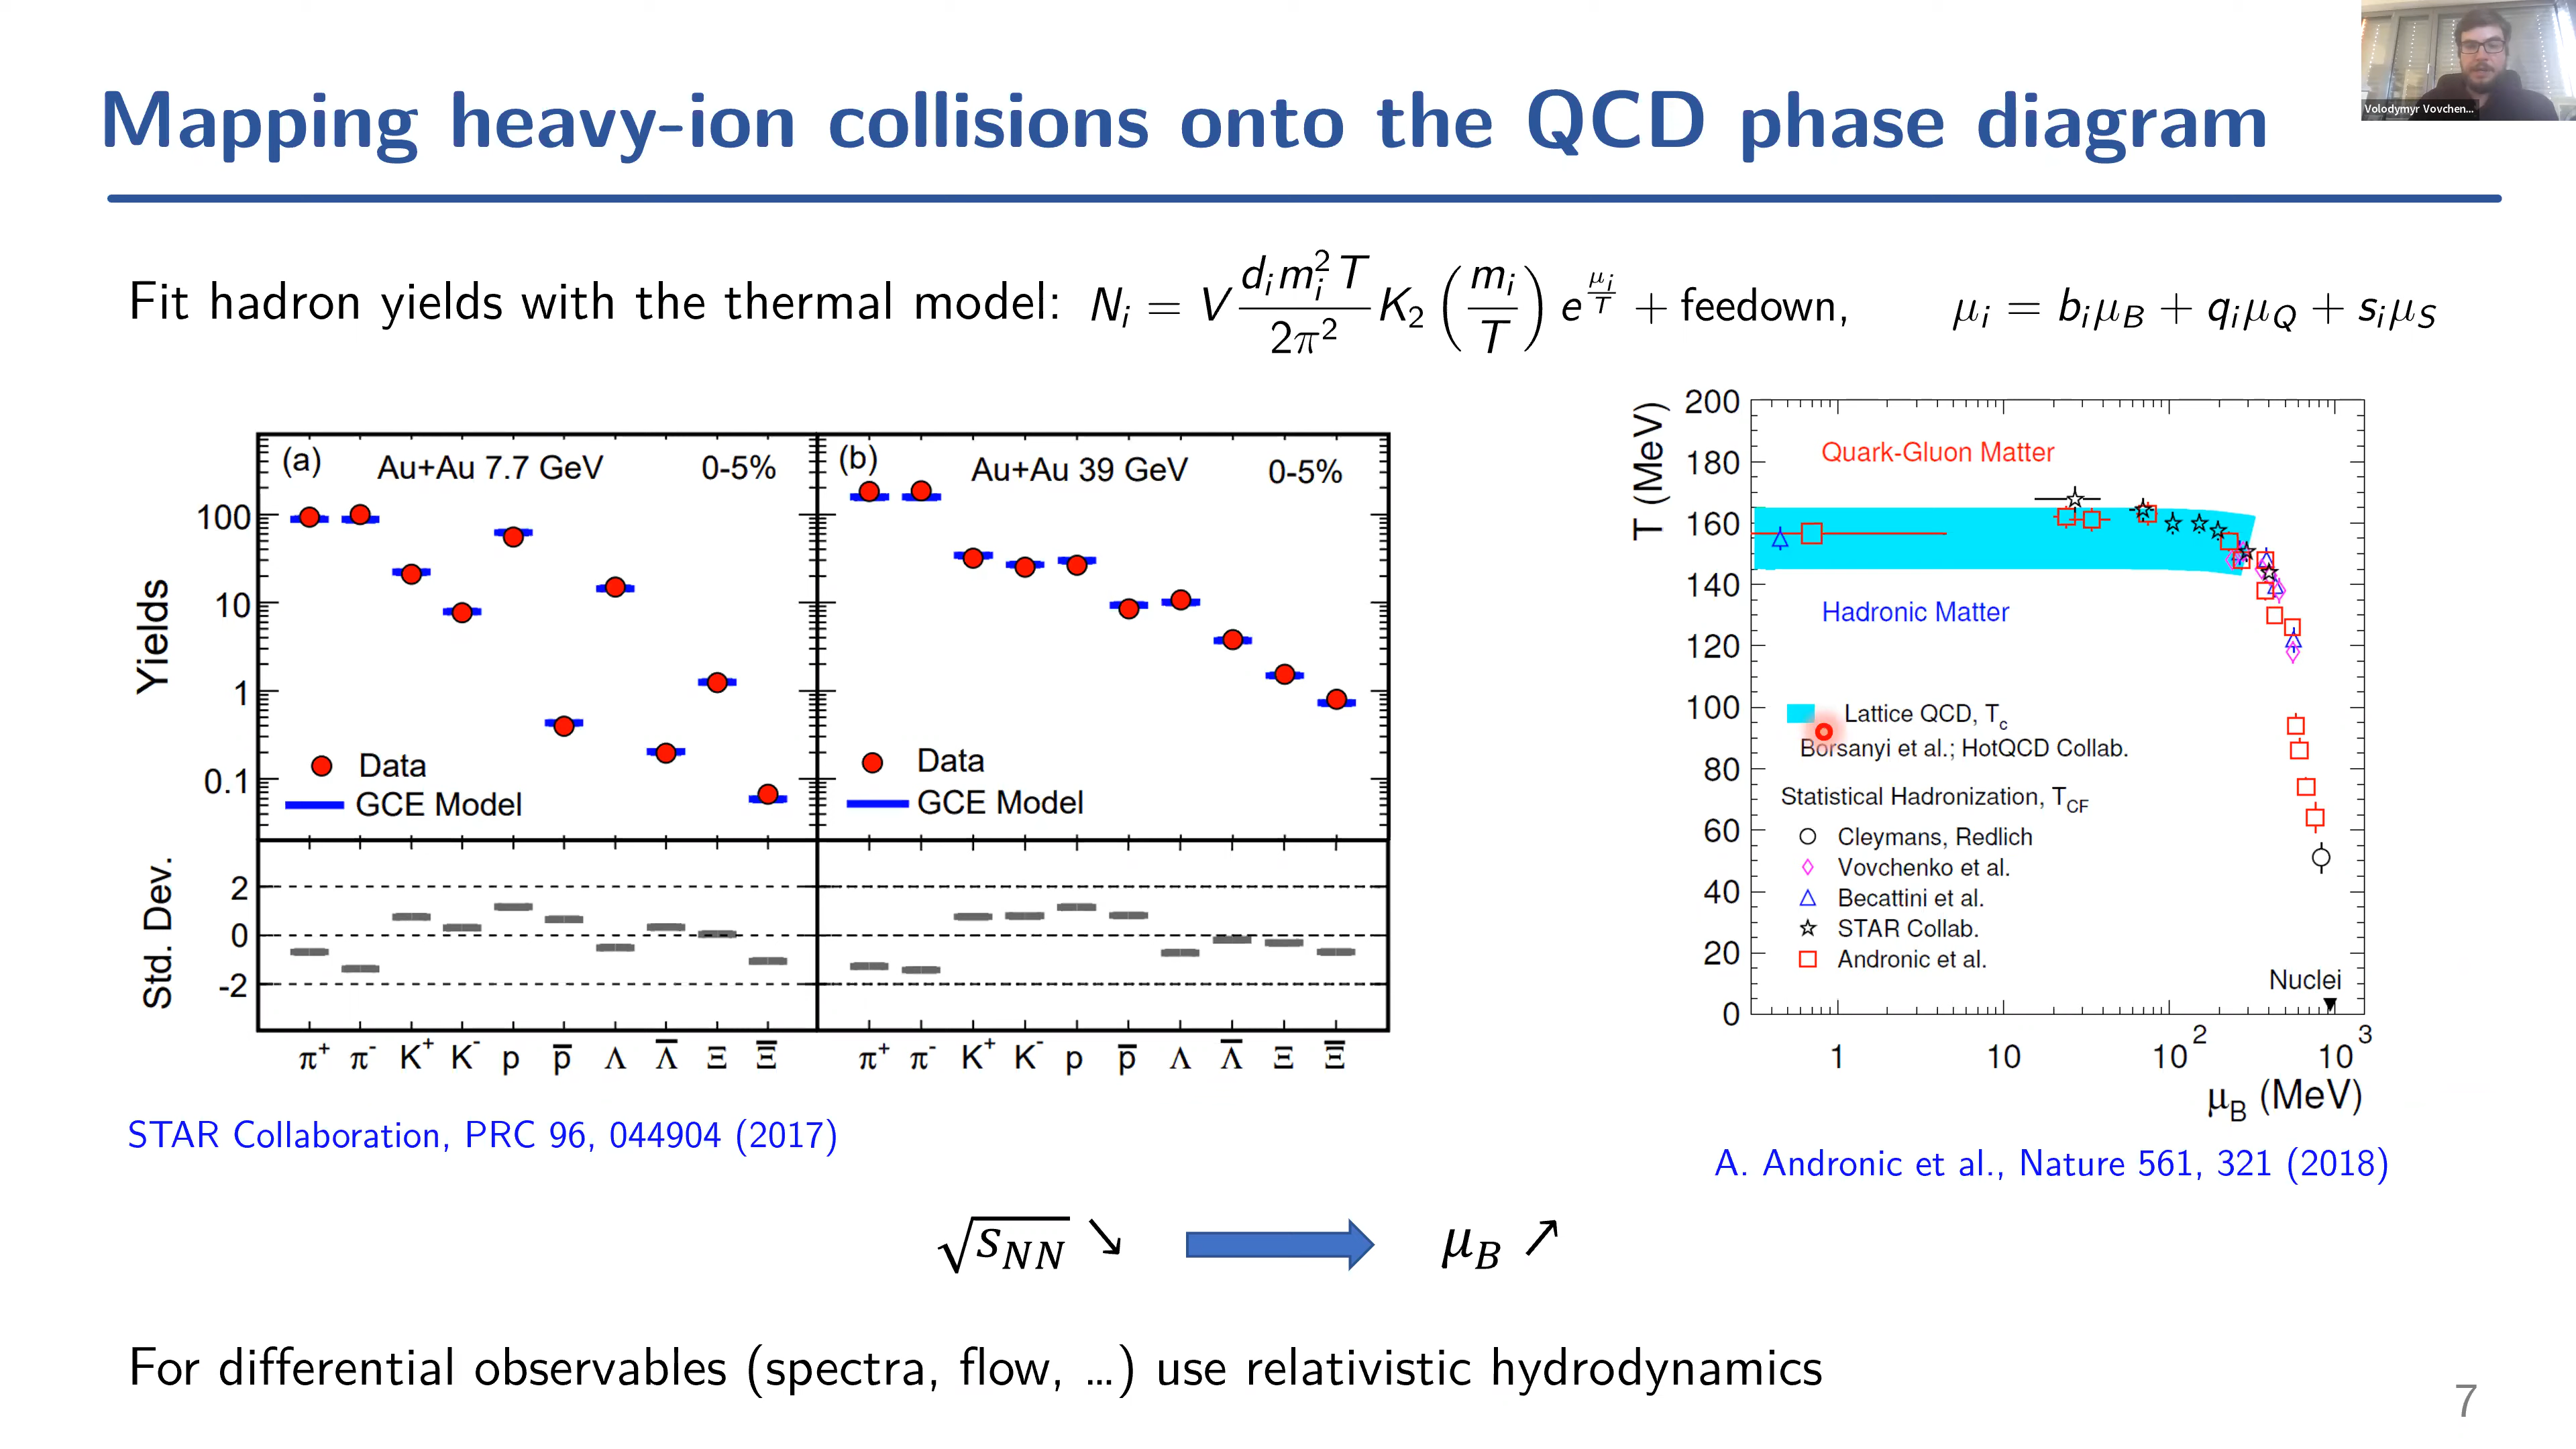 Volodymyr Vovchen...
Mapping heavy-ion collisions onto the QCD phase diagram
Fit hadron yields with the thermal model: N_i = V \frac{d_i m_i^2 T}{2π^2} K_2 (\frac{m_i}{T}) e^{\frac{μ_i}{T}} + feedown, μ_i = b_i μ_B + q_i μ_Q + s_i μ_S
(a) Au+Au 7.7 GeV 0-5%
(b) Au+Au 39 GeV 0-5%
Yields
100
10
1
0.1
Data
GCE Model
Data
GCE Model
Std. Dev.
2
0
-2
π⁺ π⁻ K⁺ K⁻ p p̅ Λ Λ̅ Ξ Ξ̅
π⁺ π⁻ K⁺ K⁻ p p̅ Λ Λ̅ Ξ Ξ̅
STAR Collaboration, PRC 96, 044904 (2017)
T (MeV)
200
180
160
140
120
100
80
60
40
20
0
Quark-Gluon Matter
Hadronic Matter
Lattice QCD, T_c
Borsanyi et al.; HotQCD Collab.
Statistical Hadronization, T_CF
Cleymans, Redlich
Vovchenko et al.
Becattini et al.
STAR Collab.
Andronic et al.
Nuclei
1 10 10² 10³
μ_B (MeV)
A. Andronic et al., Nature 561, 321 (2018)
√s_NN ↘ μ_B ↗
For differential observables (spectra, flow, ...) use relativistic hydrodynamics
7